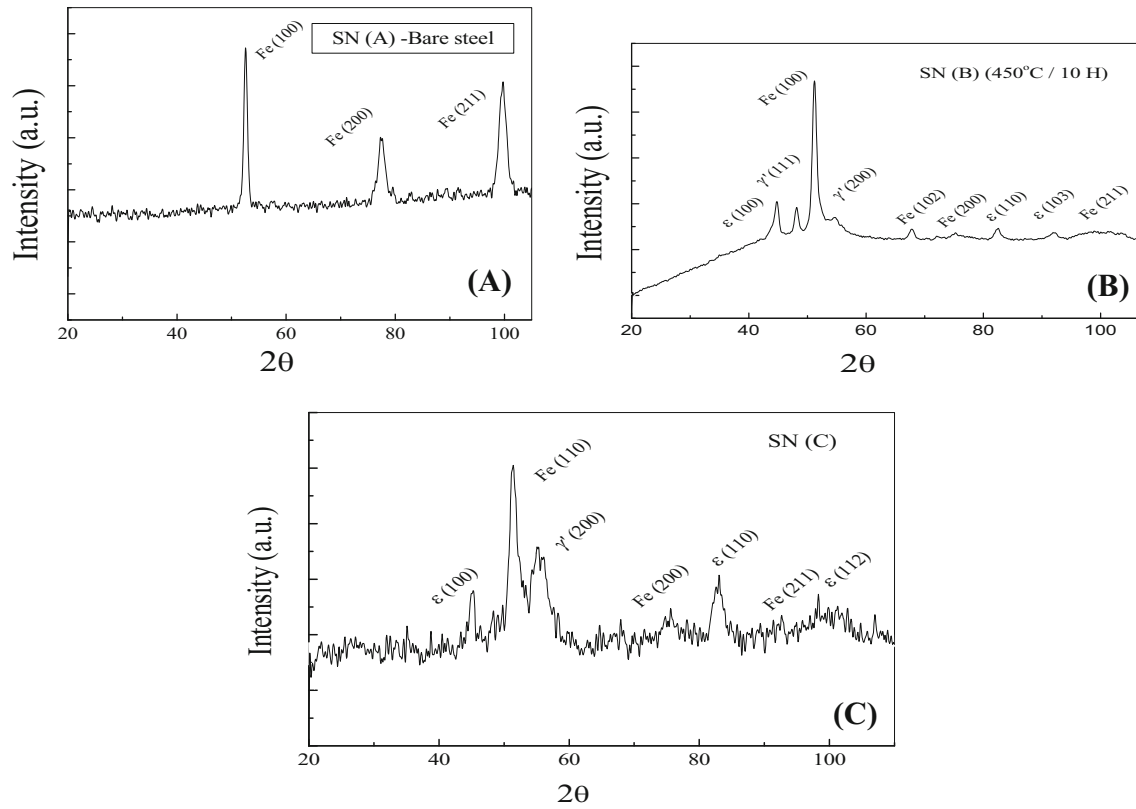 SN (A) -Bare steel
Fe (100)
Fe (200)
Fe (211)
Intensity (a.u.)
(A)
20 40 60 80 100
2θ
SN (B) (450°C / 10 H)
ε (100)
γ' (111)
Fe (100)
γ' (200)
Fe (102)
Fe (200)
ε (110)
ε (103)
Fe (211)
Intensity (a.u.)
(B)
20 40 60 80 100
2θ
SN (C)
ε (100)
Fe (110)
γ' (200)
Fe (200)
ε (110)
Fe (211)
ε (112)
Intensity (a.u.)
(C)
20 40 60 80 100
2θ